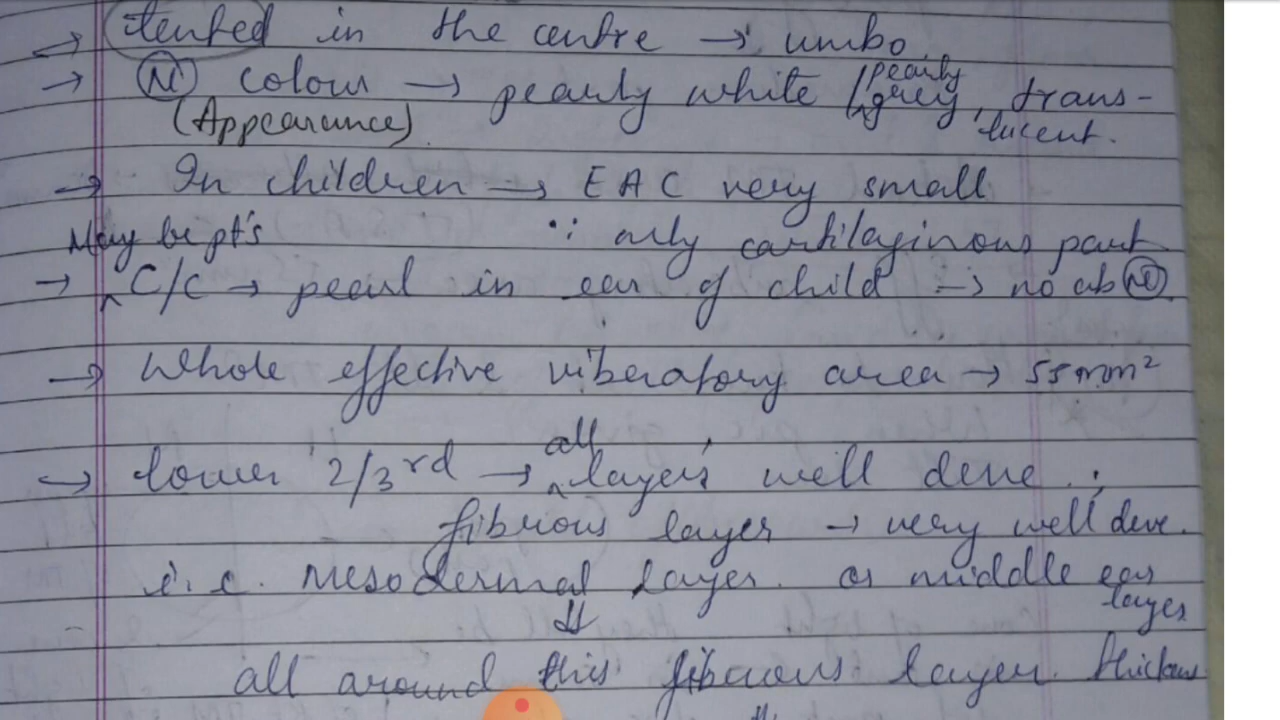 → tented in the centre → umbo
→ (N) colour → pearly white / pearly grey, trans-
(Appearance) lucent.
→ In children → EAC very small
∵ only cartilaginous part
May be pt's
→ C/c → pearl in ear of child → no ab(N)
→ Whole effective viberatory area → 55mm²
→ lower 2/3rd → all layers well deve
fibrous layer → very well deve.
i.e. Mesodermal layer. or middle ear layer
⇓
all around this fibrous layer thickens